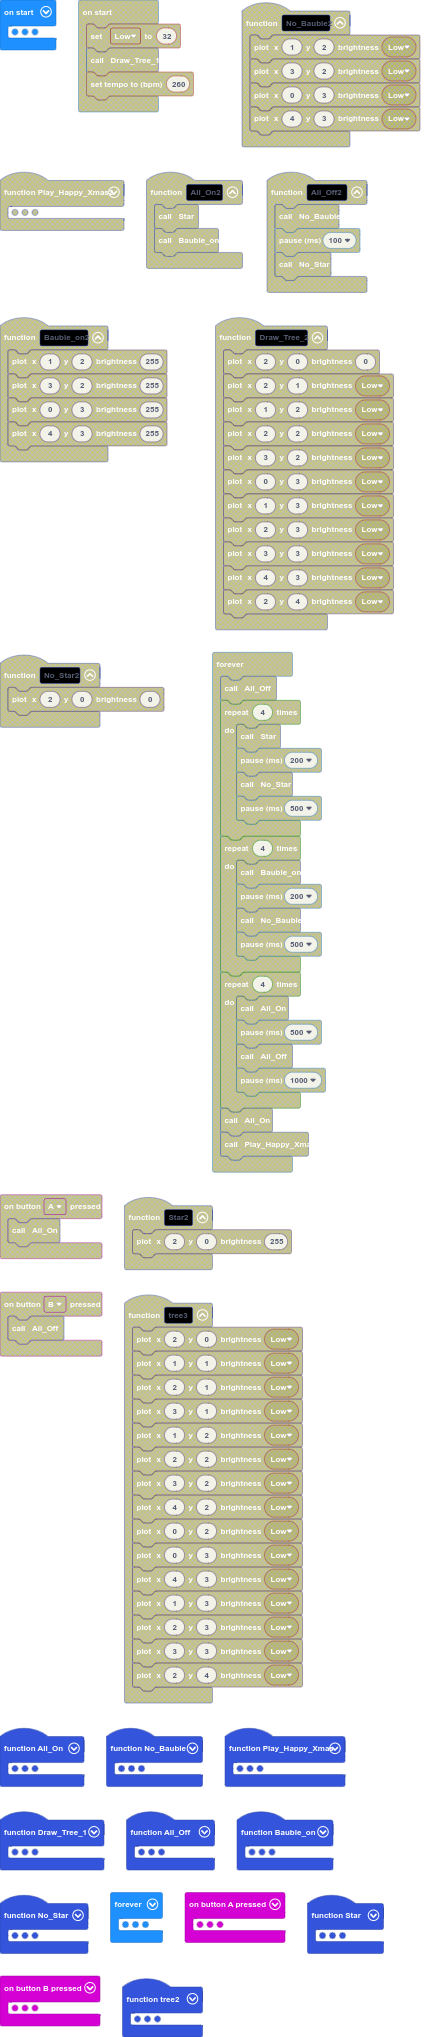 on start
on start
set Low to 32
call Draw_Tree_1
set tempo to (bpm) 260
function No_Bauble
plot x 1 y 2 brightness Low
plot x 3 y 2 brightness Low
plot x 0 y 3 brightness Low
plot x 4 y 3 brightness Low
function Play_Happy_Xmas2
function All_On2
call Star
call Bauble_on
function All_Off2
call No_Bauble
pause (ms) 100
call No_Star
function Bauble_on2
plot x 1 y 2 brightness 255
plot x 3 y 2 brightness 255
plot x 0 y 3 brightness 255
plot x 4 y 3 brightness 255
function Draw_Tree_2
plot x 2 y 0 brightness 0
plot x 2 y 1 brightness Low
plot x 1 y 2 brightness Low
plot x 2 y 2 brightness Low
plot x 3 y 2 brightness Low
plot x 0 y 3 brightness Low
plot x 1 y 3 brightness Low
plot x 2 y 3 brightness Low
plot x 3 y 3 brightness Low
plot x 4 y 3 brightness Low
plot x 2 y 4 brightness Low
function No_Star2
plot x 2 y 0 brightness 0
forever
call All_Off
repeat 4 times
do call Star
pause (ms) 200
call No_Star
pause (ms) 500
repeat 4 times
do call Bauble_on
pause (ms) 200
call No_Bauble
pause (ms) 500
repeat 4 times
do call All_On
pause (ms) 500
call All_Off
pause (ms) 1000
call All_On
call Play_Happy_Xma
on button A pressed
call All_On
function Star2
plot x 2 y 0 brightness 255
on button B pressed
call All_Off
function tree3
plot x 2 y 0 brightness Low
plot x 1 y 1 brightness Low
plot x 2 y 1 brightness Low
plot x 3 y 1 brightness Low
plot x 1 y 2 brightness Low
plot x 2 y 2 brightness Low
plot x 3 y 2 brightness Low
plot x 4 y 2 brightness Low
plot x 0 y 2 brightness Low
plot x 0 y 3 brightness Low
plot x 4 y 3 brightness Low
plot x 1 y 3 brightness Low
plot x 2 y 3 brightness Low
plot x 3 y 3 brightness Low
plot x 2 y 4 brightness Low
function All_On
function No_Bauble
function Play_Happy_Xmas
function Draw_Tree_1
function All_Off
function Bauble_on
function No_Star
forever
on button A pressed
function Star
on button B pressed
function tree2